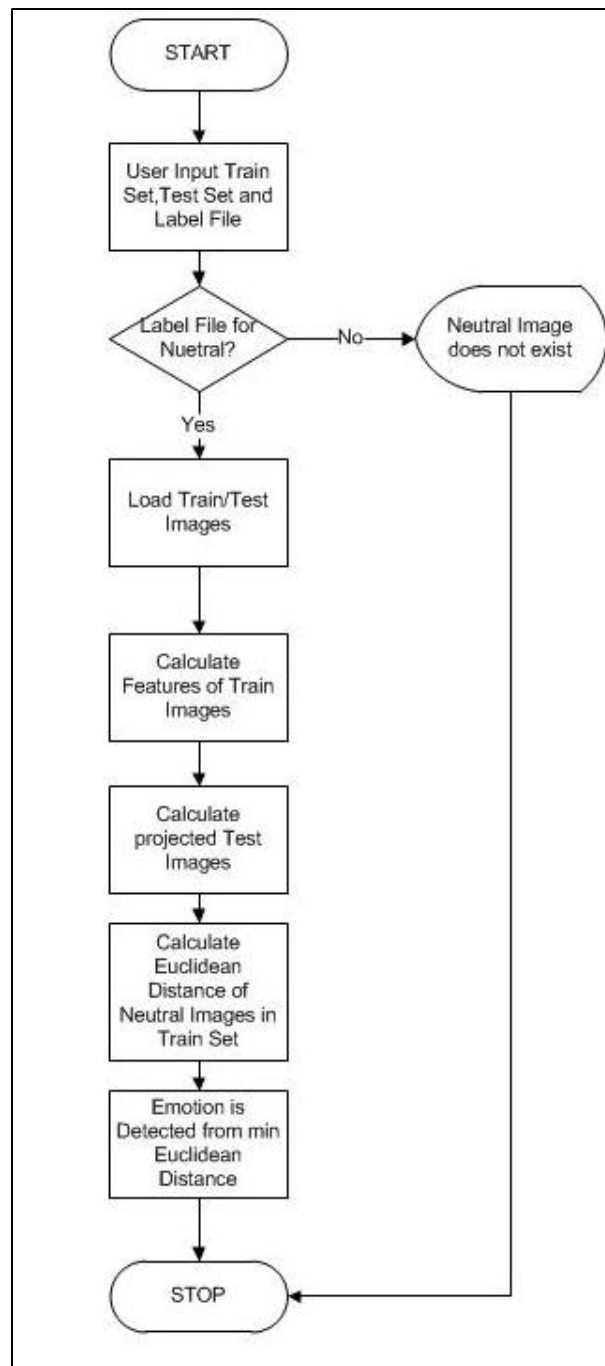 START
User Input Train
Set,Test Set and
Label File
Label File for
Nuetral?
No
Neutral Image
does not exist
Yes
Load Train/Test
Images
Calculate
Features of Train
Images
Calculate
projected Test
Images
Calculate
Euclidean
Distance of
Neutral Images in
Train Set
Emotion is
Detected from min
Euclidean
Distance
STOP